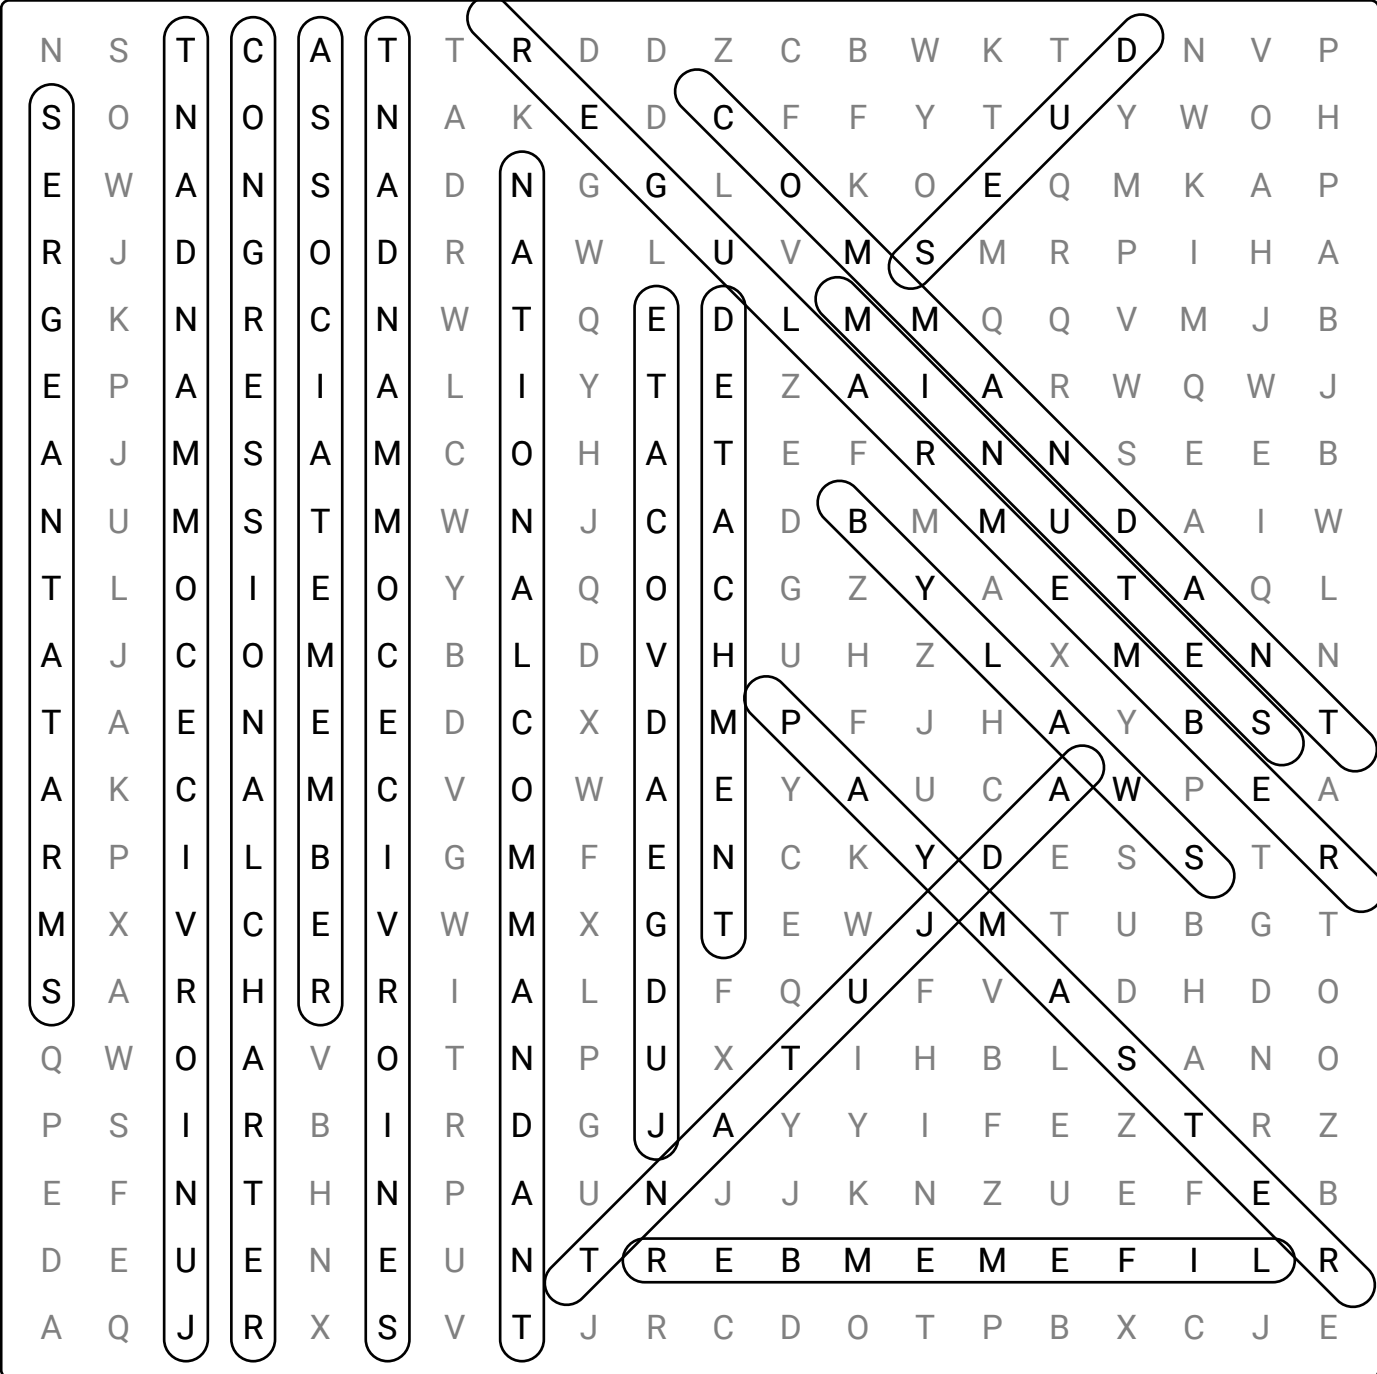 N S T C A T T R D D Z C B W K T D N V P
S O N O S N A K E D C F F Y T U Y W O H
E W A N S A D N G G L O K O E Q M K A P
R J D G O D R A W L U V M S M R P I H A
G K N R C N W T Q E D L M M Q Q V M J B
E P A E I A L I Y T E Z A I A R W Q W J
A J M S A M C O H A T E F R N N S E E B
N U M S T M W N J C A D B M M U D A I W
T L O I E O Y A Q O C G Z Y A E T A Q L
A J C O M C B L D V H U H Z L X M E N N
T A E N E E D C X D M P F J H A Y B S T
A K C A M C V O W A E Y A U C A W P E A
R P I L B I G M F E N C K Y D E S S T R
M X V C E V W M X G T E W J M T U B G T
S A R H R R I A L D F Q U F V A D H D O
Q W O A V O T N P U X T I H B L S A N O
P S I R B I R D G J A Y Y I F E Z T R Z
E F N T H N P A U N J J K N Z U E F E B
D E U E N E U N T R E B M E M E F I L R
A Q J R X S V T J R C D O T P B X C J E